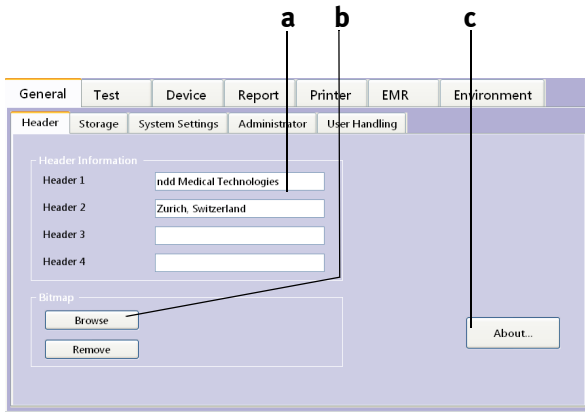 a b c
General Test Device Report Printer EMR Environment
Header Storage System Settings Administrator User Handling
Header Information
Header 1 ndd Medical Technologies
Header 2 Zurich, Switzerland
Header 3
Header 4
Bitmap
Browse
About...
Remove